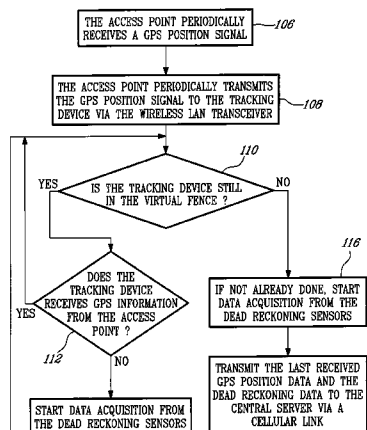 THE ACCESS POINT PERIODICALLY
RECEIVES A GPS POSITION SIGNAL
106
THE ACCESS POINT PERIODICALLY TRANSMITS
THE GPS POSITION SIGNAL TO THE TRACKING
DEVICE VIA THE WIRELESS LAN TRANSCEIVER
108
110
YES
IS THE TRACKING DEVICE STILL
IN THE VIRTUAL FENCE ?
NO
DOES THE
TRACKING DEVICE
RECEIVES GPS INFORMATION
FROM THE ACCESS
POINT ?
YES
112
NO
116
IF NOT ALREADY DONE, START
DATA ACQUISITION FROM THE
DEAD RECKONING SENSORS
START DATA ACQUISITION FROM
THE DEAD RECKONING SENSORS
TRANSMIT THE LAST RECEIVED
GPS POSITION DATA AND THE
DEAD RECKONING DATA TO THE
CENTRAL SERVER VIA A
CELLULAR LINK